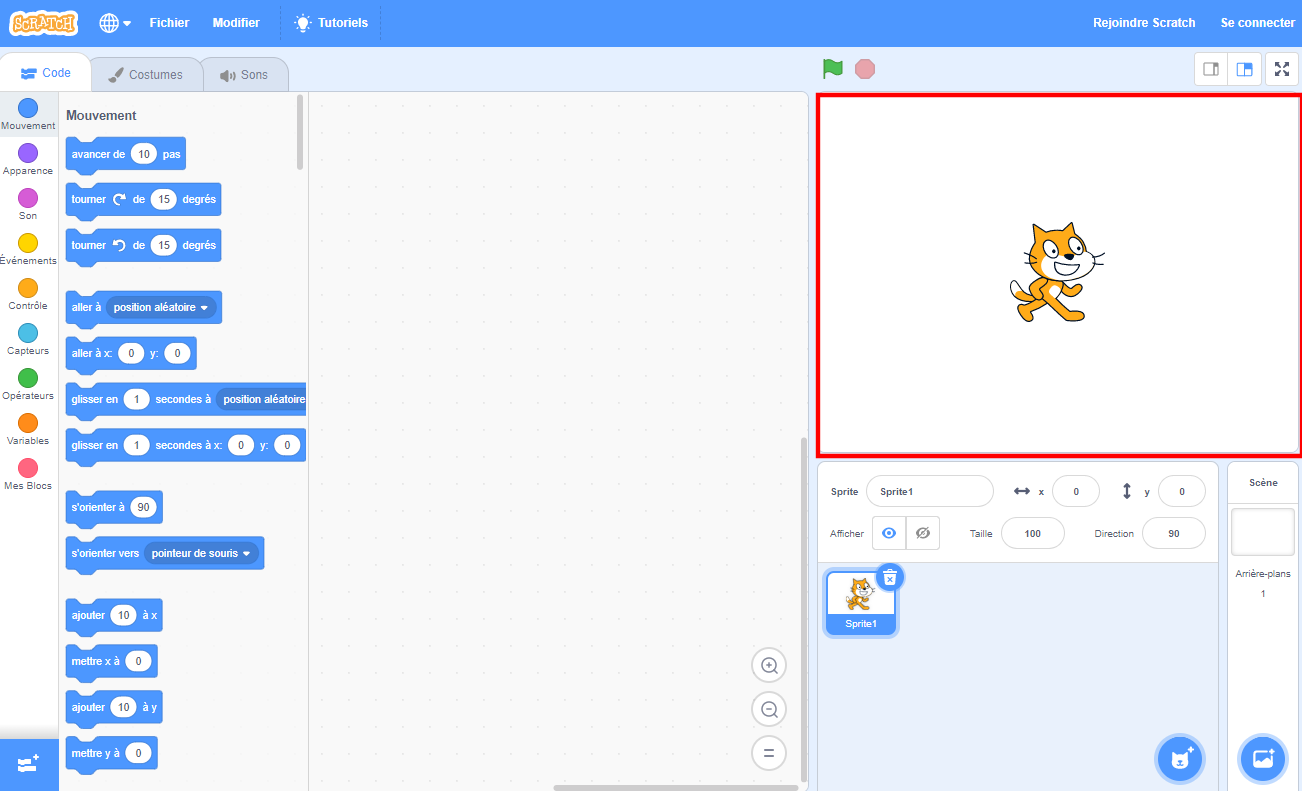 SCRATCH Fichier Modifier Tutoriels Rejoindre Scratch Se connecter
Code Costumes Sons
Mouvement
Apparence
Son
Événements
Contrôle
Capteurs
Opérateurs
Variables
Mes Blocs
Mouvement
avancer de 10 pas
tourner de 15 degrés
tourner de 15 degrés
aller à position aléatoire
aller à x: 0 y: 0
glisser en 1 secondes à position aléatoire
glisser en 1 secondes à x: 0 y: 0
s'orienter à 90
s'orienter vers pointeur de souris
ajouter 10 à x
mettre x à 0
ajouter 10 à y
mettre y à 0
Sprite Sprite1 x 0 y 0
Afficher Taille 100 Direction 90
Sprite1
Scène
Arrière-plans
1